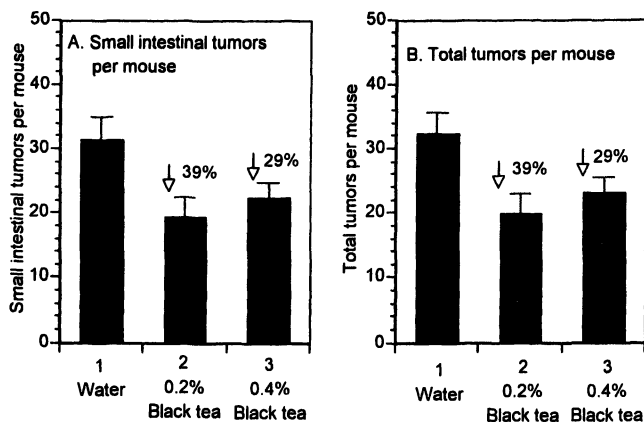 A. Small intestinal tumors
per mouse
Small intestinal tumors per mouse
50
40
30
20
10
0
39%
29%
1
2
3
Water
0.2%
0.4%
Black tea
Black tea
B. Total tumors per mouse
Total tumors per mouse
50
40
30
20
10
0
39%
29%
1
2
3
Water
0.2%
0.4%
Black tea
Black tea